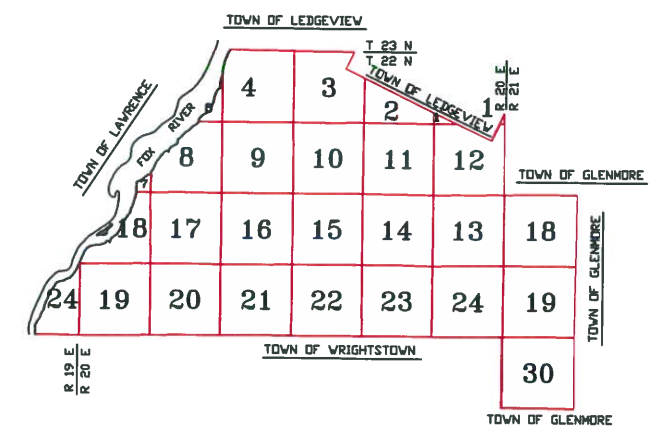 TOWN OF LEDGEVIEW
T 23 N
T 22 N
TOWN OF LEDGEVIEW
R 20 E
R 21 E
TOWN OF LAWRENCE
FOX RIVER
4 3 2 1
8 9 10 11 12
TOWN OF GLENMORE
18 17 16 15 14 13 18
TOWN OF GLENMORE
24 19 20 21 22 23 24 19
TOWN OF WRIGHTSTOWN
R 19 E
R 20 E
30
TOWN OF GLENMORE